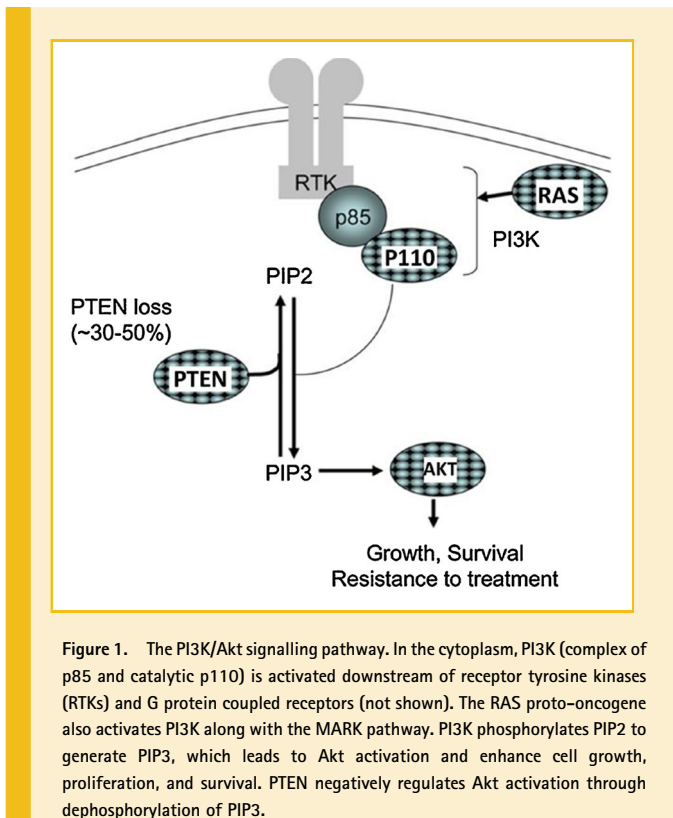 RTK
p85
P110
RAS
PI3K
PIP2
PTEN loss
(~30-50%)
PTEN
PIP3
AKT
Growth, Survival
Resistance to treatment
Figure 1. The PI3K/Akt signalling pathway. In the cytoplasm, PI3K (complex of
p85 and catalytic p110) is activated downstream of receptor tyrosine kinases
(RTKs) and G protein coupled receptors (not shown). The RAS proto-oncogene
also activates PI3K along with the MARK pathway. PI3K phosphorylates PIP2 to
generate PIP3, which leads to Akt activation and enhance cell growth,
proliferation, and survival. PTEN negatively regulates Akt activation through
dephosphorylation of PIP3.